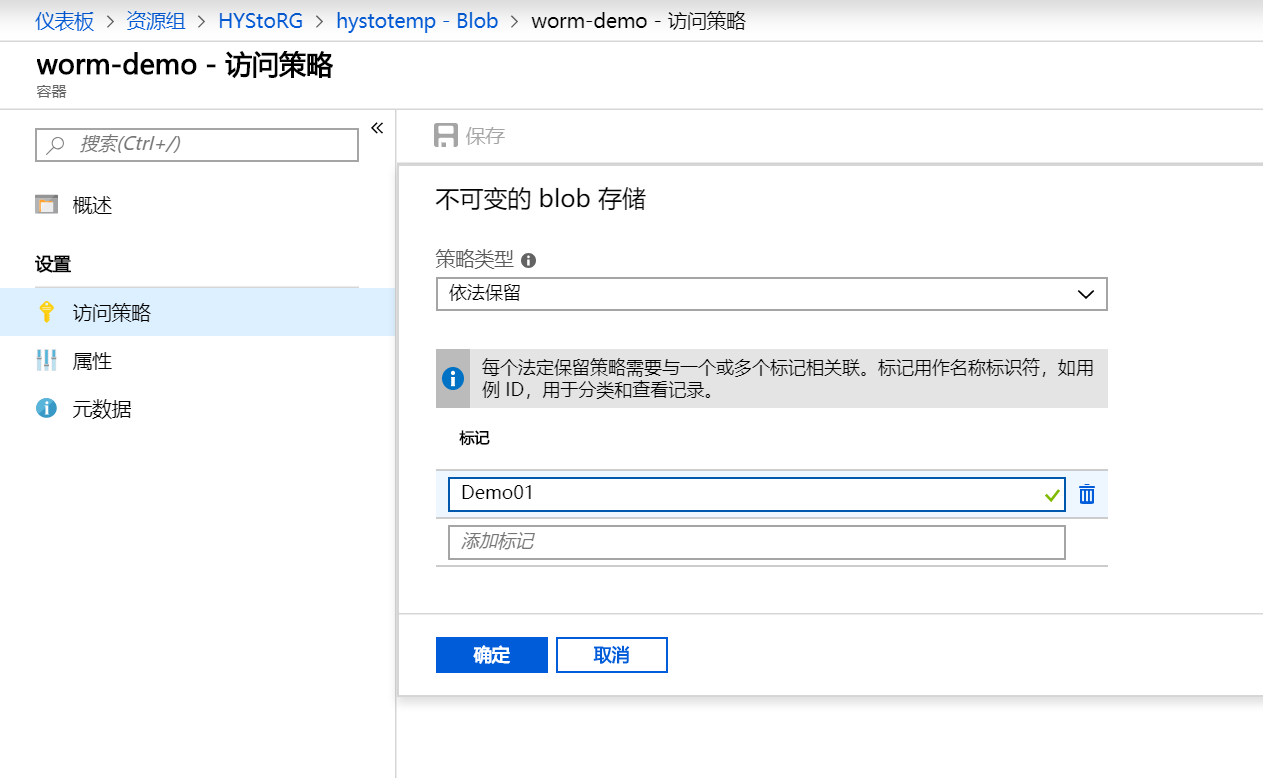 仪表板 > 资源组 > HYStoRG > hystotemp - Blob > worm-demo - 访问策略
worm-demo - 访问策略
容器
搜索(Ctrl+/)
«
概述
设置
访问策略
属性
元数据
保存
不可变的 blob 存储
策略类型
依法保留
每个法定保留策略需要与一个或多个标记相关联。标记用作名称标识符，如用
例 ID，用于分类和查看记录。
标记
Demo01
添加标记
确定
取消